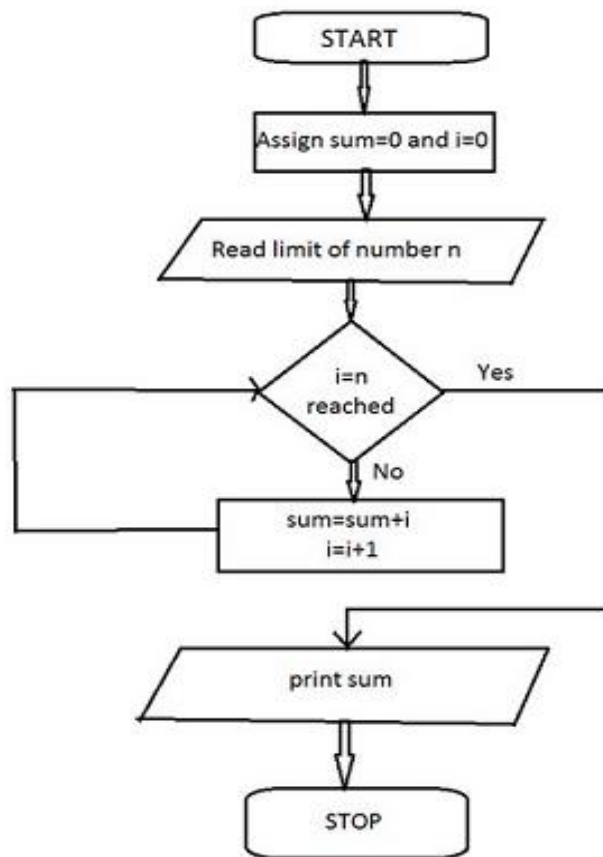 START
Assign sum=0 and i=0
Read limit of number n
i=n
reached
Yes
No
sum=sum+i
i=i+1
print sum
STOP